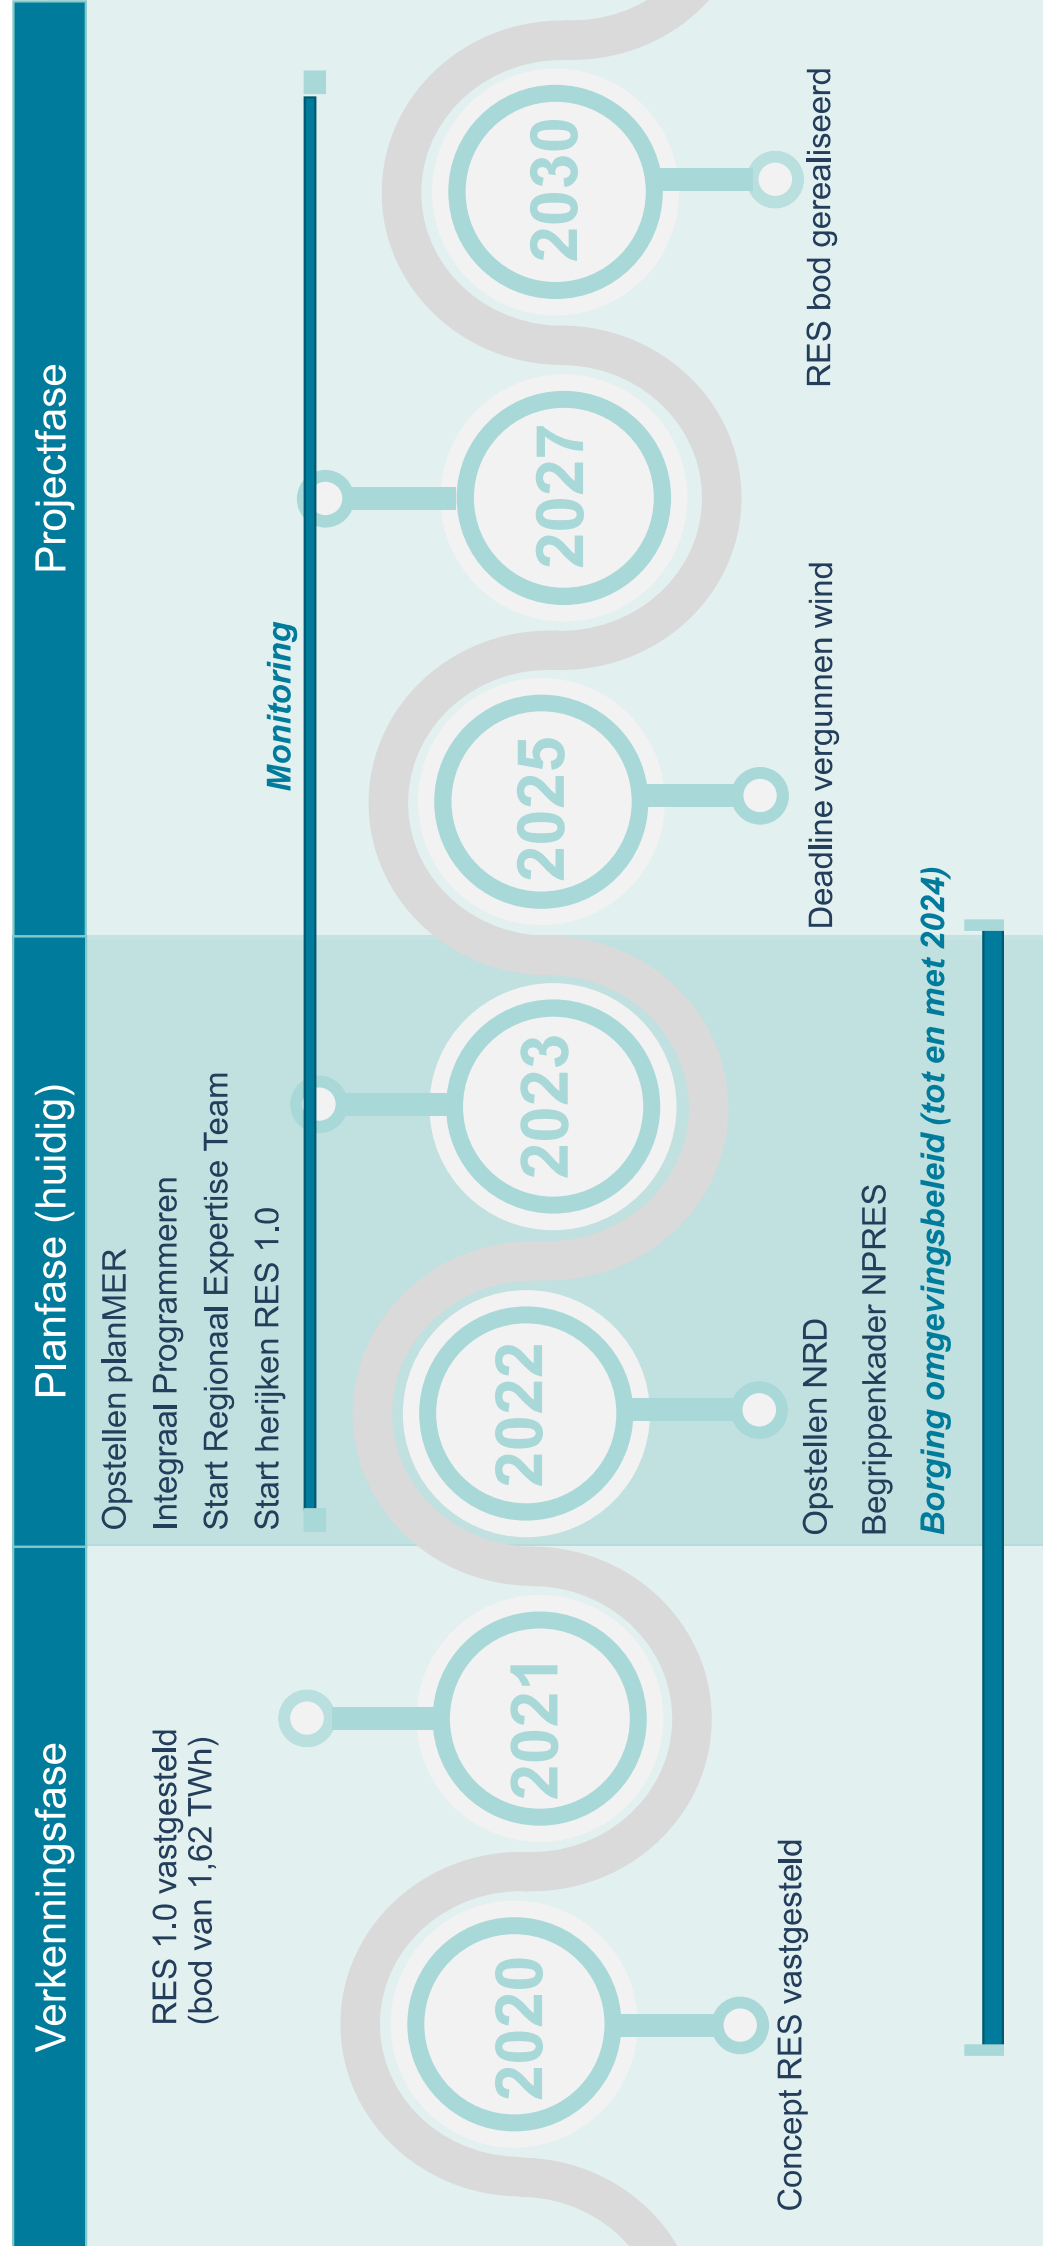 Verkenningsfase
Planfase (huidig)
Projectfase
RES 1.0 vastgesteld
(bod van 1,62 TWh)
Opstellen planMER
Integraal Programmeren
Start Regionaal Expertise Team
Start herijken RES 1.0
Monitoring
2020
2021
2022
2023
2025
2027
2030
Concept RES vastgesteld
Opstellen NRD
Begrippenkader NPRES
Borging omgevingsbeleid (tot en met 2024)
Deadline vergunnen wind
RES bod gerealiseerd